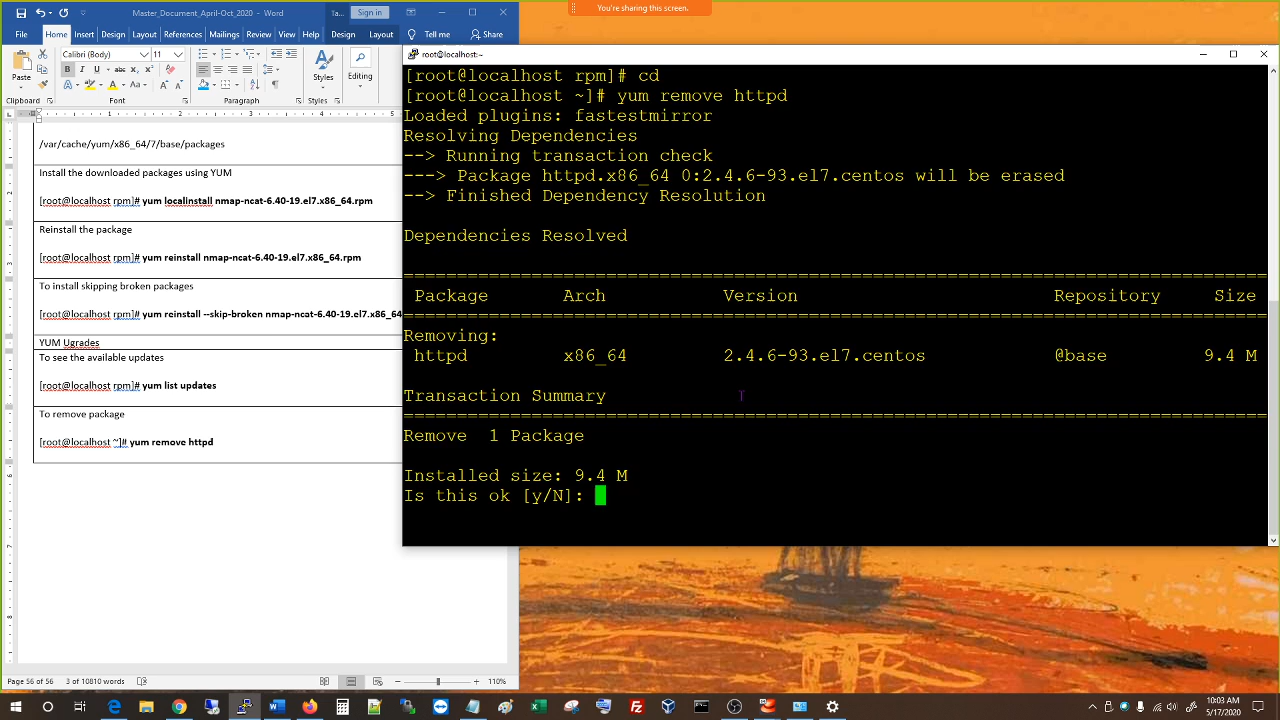 You're sharing this screen.
Master_Document_April-Oct_2020 - Word
Ta...
Sign in
File
Home
Insert
Design
Layout
References
Mailings
Review
View
Help
Design
Layout
Tell me
Share
Paste
Calibri (Body)
11
Styles
Editing
Clipboard
Font
Paragraph
Styles
/var/cache/yum/x86_64/7/base/packages
Install the downloaded packages using YUM
[root@localhost rpm]# yum localinstall nmap-ncat-6.40-19.el7.x86_64.rpm
Reinstall the package
[root@localhost rpm]# yum reinstall nmap-ncat-6.40-19.el7.x86_64.rpm
To install skipping broken packages
[root@localhost rpm]# yum reinstall --skip-broken nmap-ncat-6.40-19.el7.x86_64
YUM Ugrades
To see the available updates
[root@localhost rpm]# yum list updates
To remove package
[root@localhost ~]# yum remove httpd
Page 56 of 56
3 of 10810 words
110%
root@localhost:~
[root@localhost rpm]# cd
[root@localhost ~]# yum remove httpd
Loaded plugins: fastestmirror
Resolving Dependencies
--> Running transaction check
---> Package httpd.x86_64 0:2.4.6-93.el7.centos will be erased
--> Finished Dependency Resolution
Dependencies Resolved
================================================================================
Package Arch Version Repository Size
================================================================================
Removing:
httpd x86_64 2.4.6-93.el7.centos @base 9.4 M
Transaction Summary
================================================================================
Remove 1 Package
Installed size: 9.4 M
Is this ok [y/N]:
10:03 AM
5/17/2020